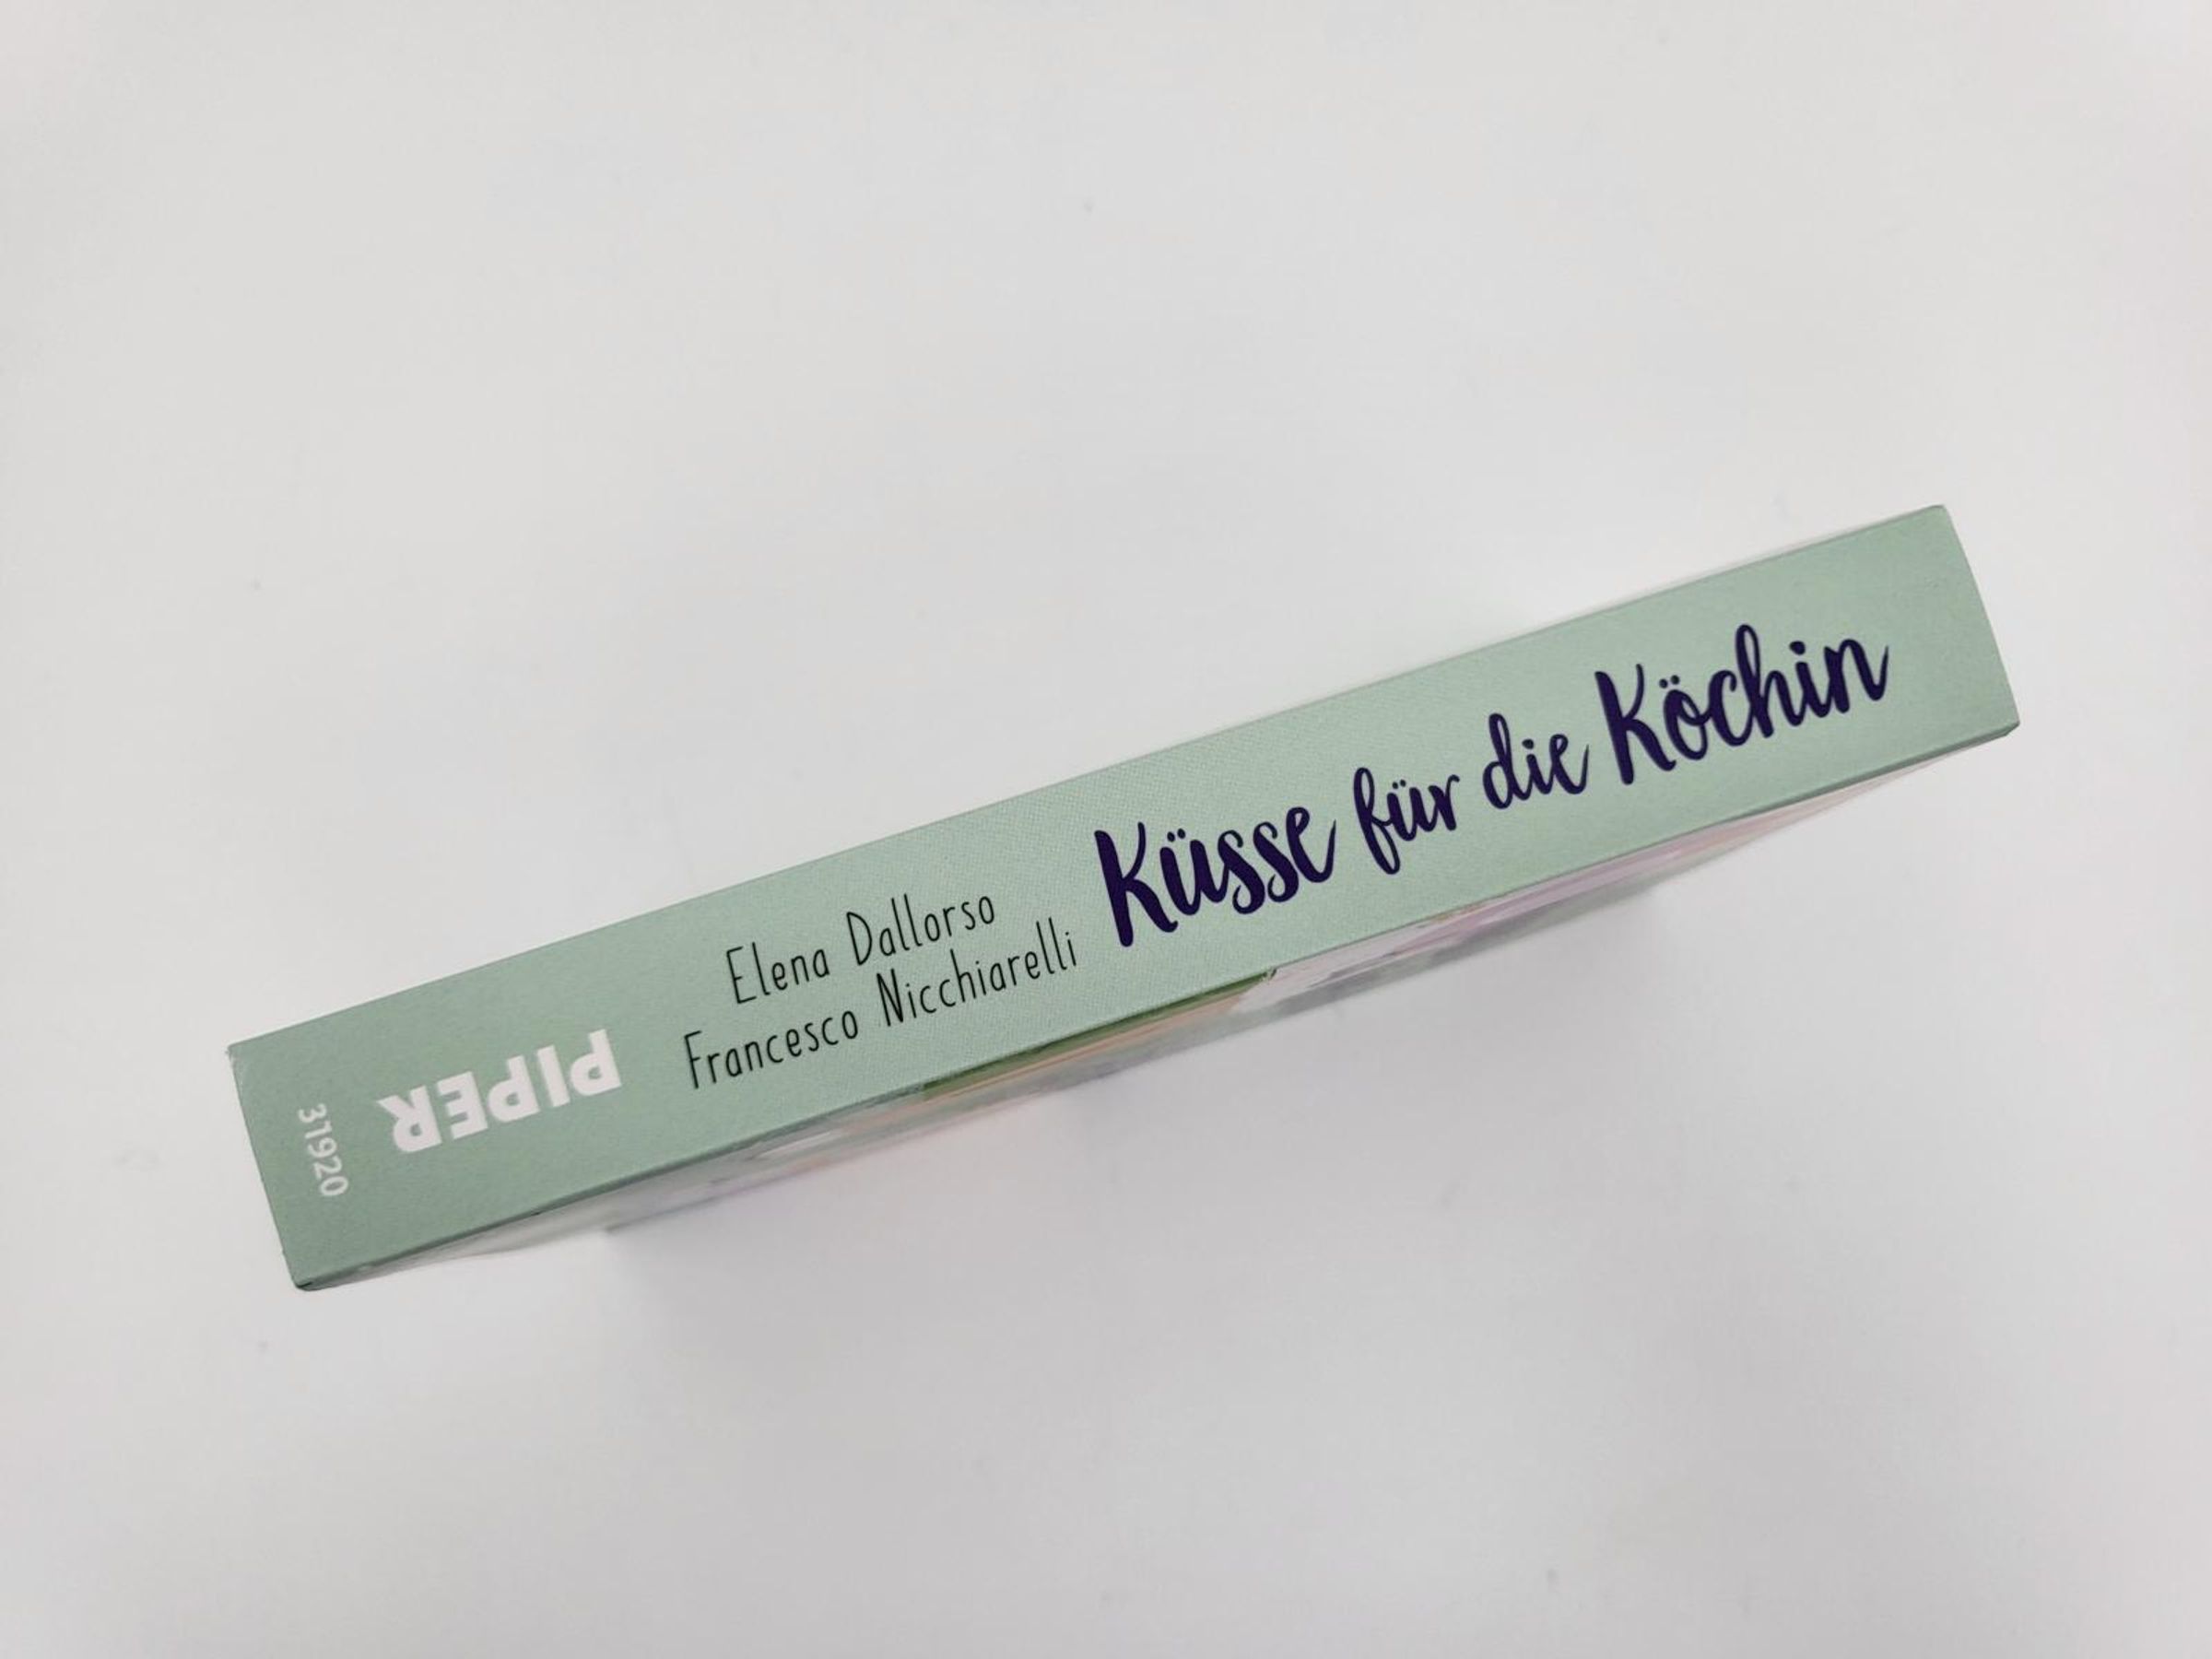 Elena Dallorso
Francesco Nicchiarelli
Küsse für die Köchin
PIPER
31920